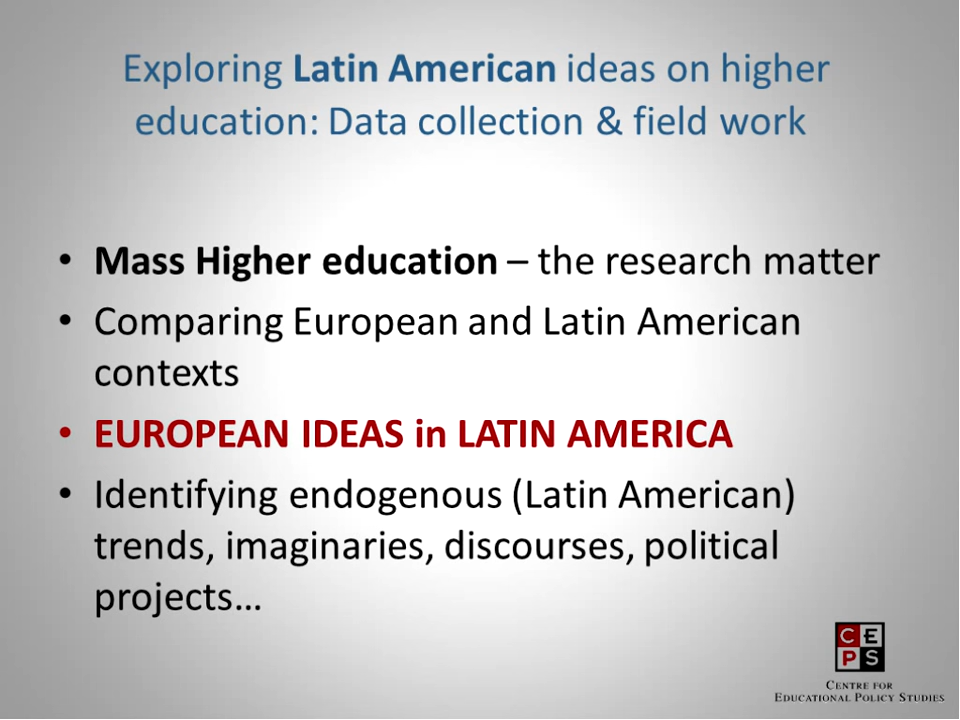 Exploring Latin American ideas on higher
education: Data collection & field work
• Mass Higher education – the research matter
• Comparing European and Latin American
contexts
• EUROPEAN IDEAS in LATIN AMERICA
• Identifying endogenous (Latin American)
trends, imaginaries, discourses, political
projects…
C E
P S
CENTRE FOR
EDUCATIONAL POLICY STUDIES